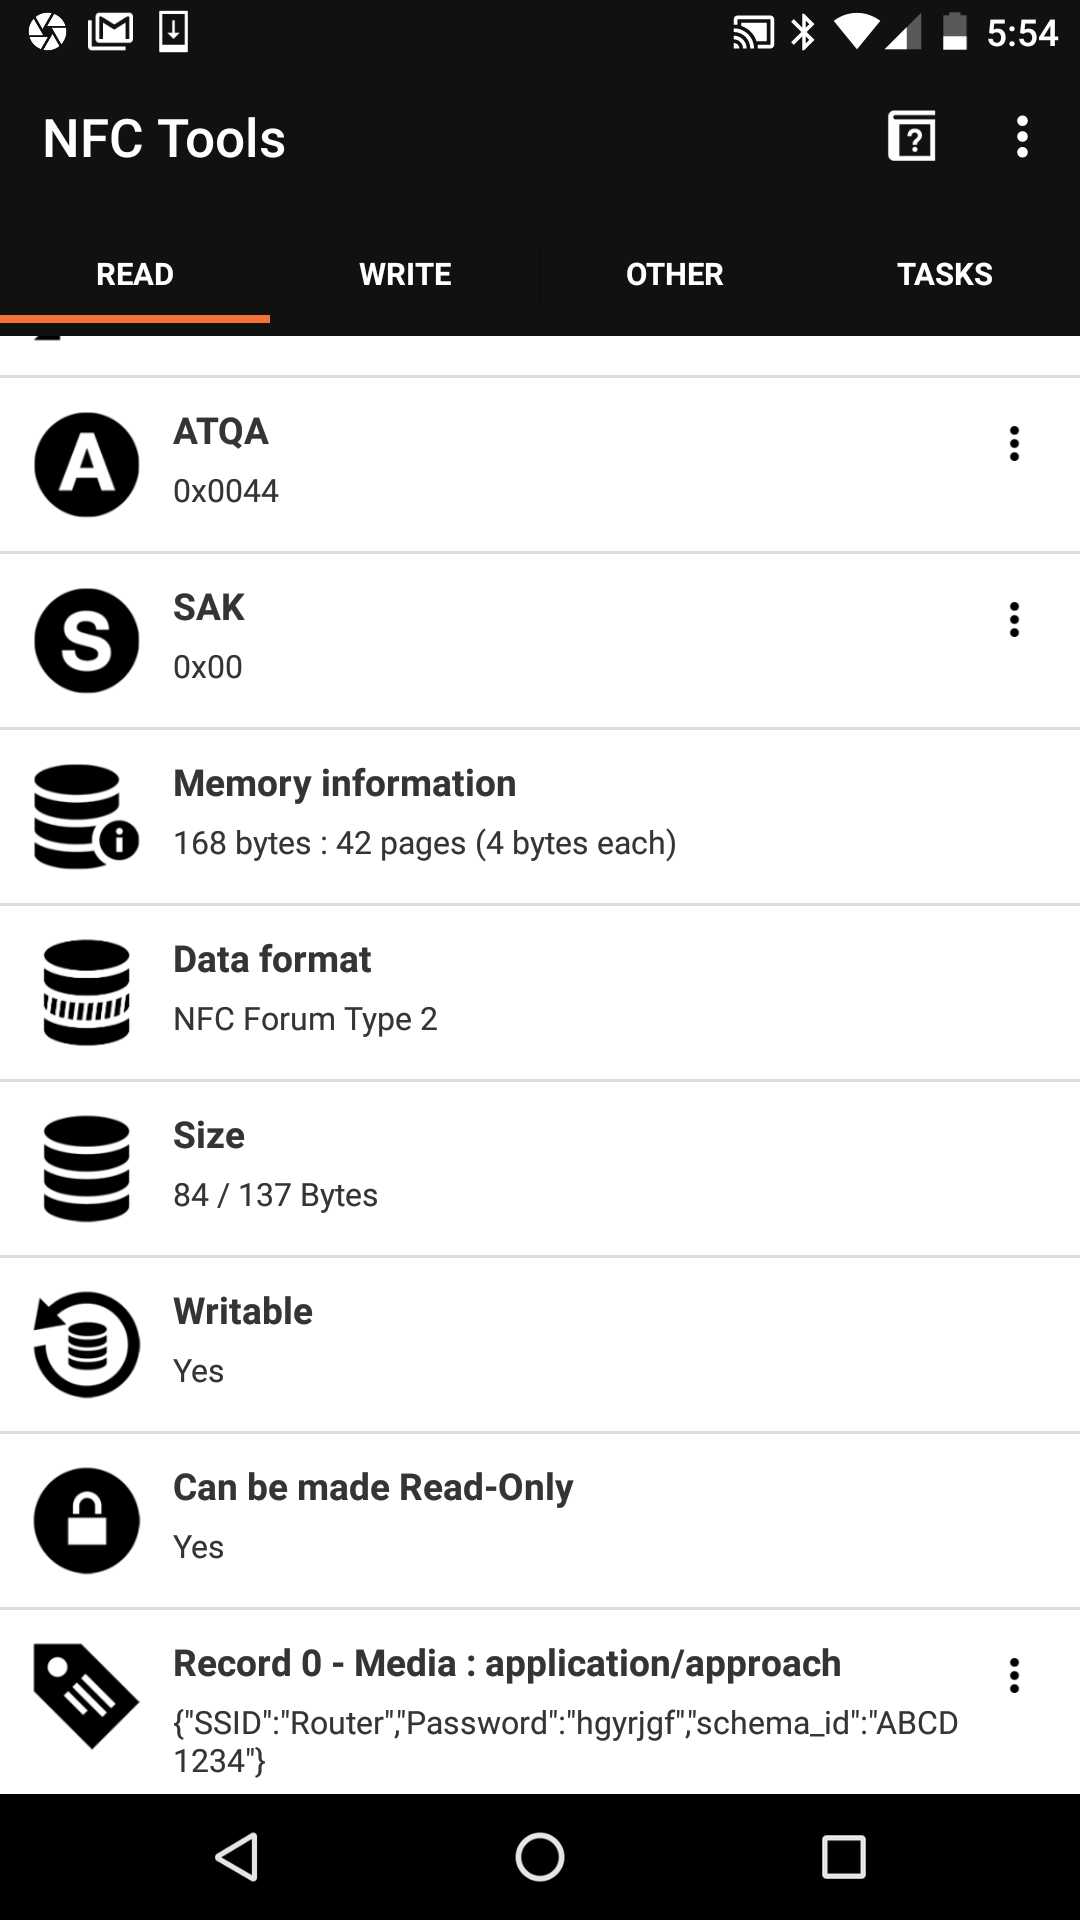 5:54
NFC Tools
READ WRITE OTHER TASKS
A
ATQA
0x0044
S
SAK
0x00
Memory information
168 bytes : 42 pages (4 bytes each)
Data format
NFC Forum Type 2
Size
84 / 137 Bytes
Writable
Yes
Can be made Read-Only
Yes
Record 0 - Media : application/approach
{"SSID":"Router","Password":"hgyrjgf","schema_id":"ABCD
1234"}